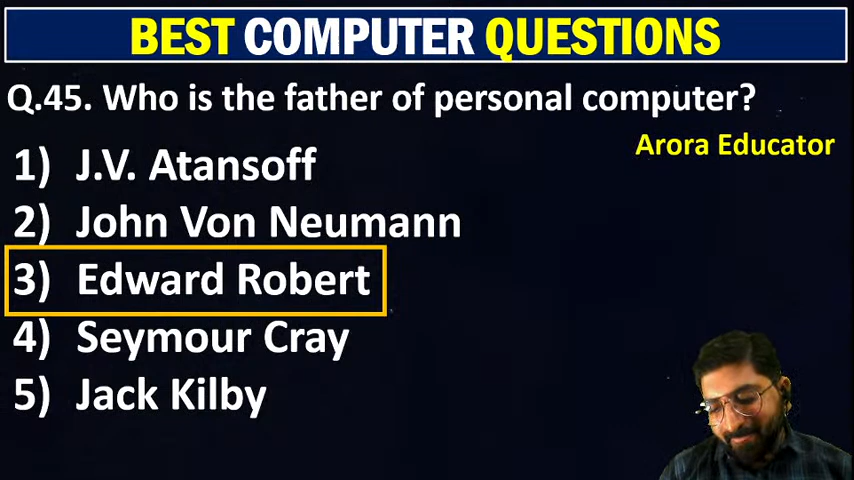 BEST COMPUTER QUESTIONS
Q.45. Who is the father of personal computer?
Arora Educator
1) J.V. Atansoff
2) John Von Neumann
3) Edward Robert
4) Seymour Cray
5) Jack Kilby